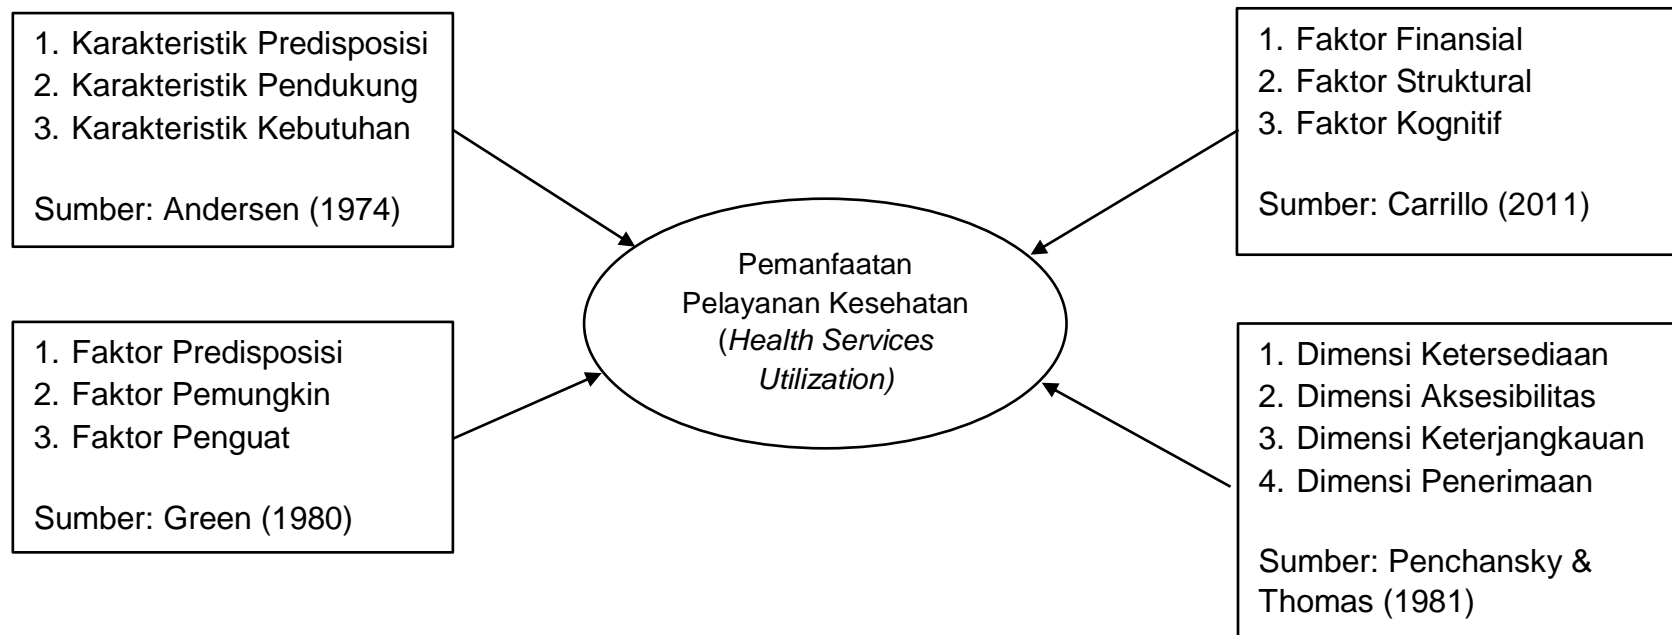 1. Karakteristik Predisposisi
2. Karakteristik Pendukung
3. Karakteristik Kebutuhan
Sumber: Andersen (1974)
1. Faktor Finansial
2. Faktor Struktural
3. Faktor Kognitif
Sumber: Carrillo (2011)
Pemanfaatan
Pelayanan Kesehatan
(Health Services
Utilization)
1. Faktor Predisposisi
2. Faktor Pemungkin
3. Faktor Penguat
Sumber: Green (1980)
1. Dimensi Ketersediaan
2. Dimensi Aksesibilitas
3. Dimensi Keterjangkauan
4. Dimensi Penerimaan
Sumber: Penchansky &
Thomas (1981)